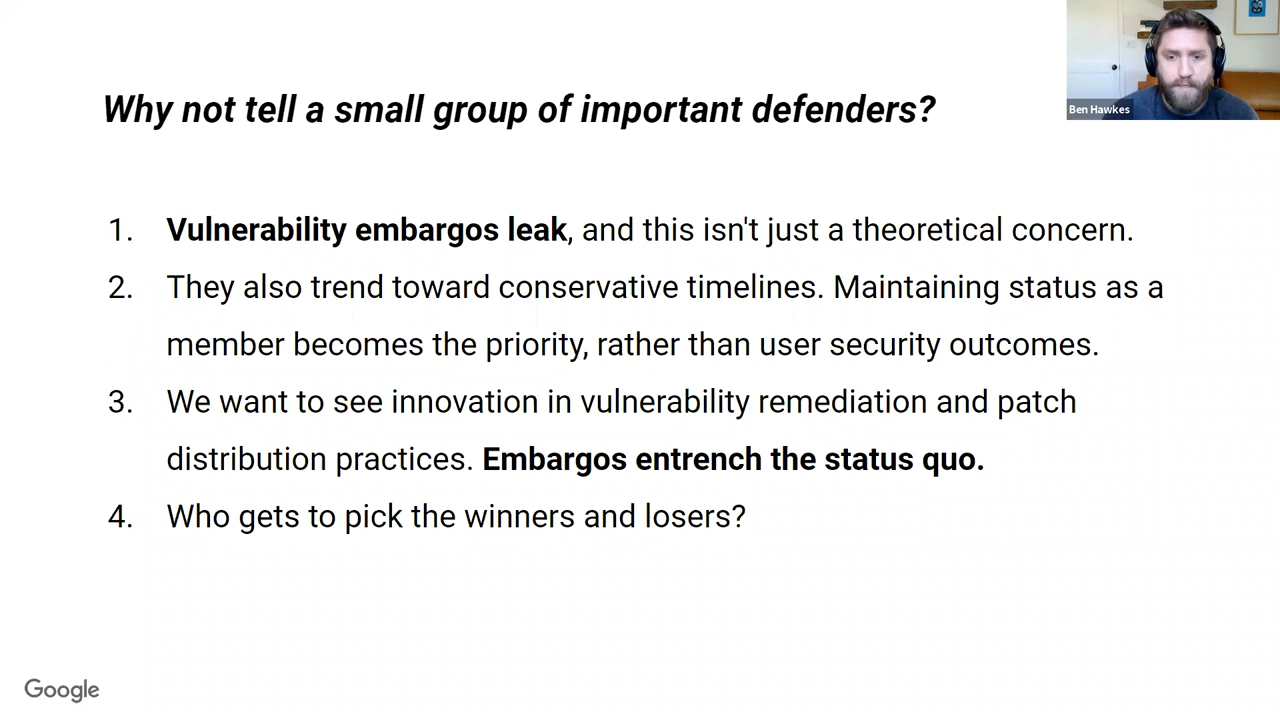 Ben Hawkes
Why not tell a small group of important defenders?
1. Vulnerability embargos leak, and this isn't just a theoretical concern.
2. They also trend toward conservative timelines. Maintaining status as a
member becomes the priority, rather than user security outcomes.
3. We want to see innovation in vulnerability remediation and patch
distribution practices. Embargos entrench the status quo.
4. Who gets to pick the winners and losers?
Google